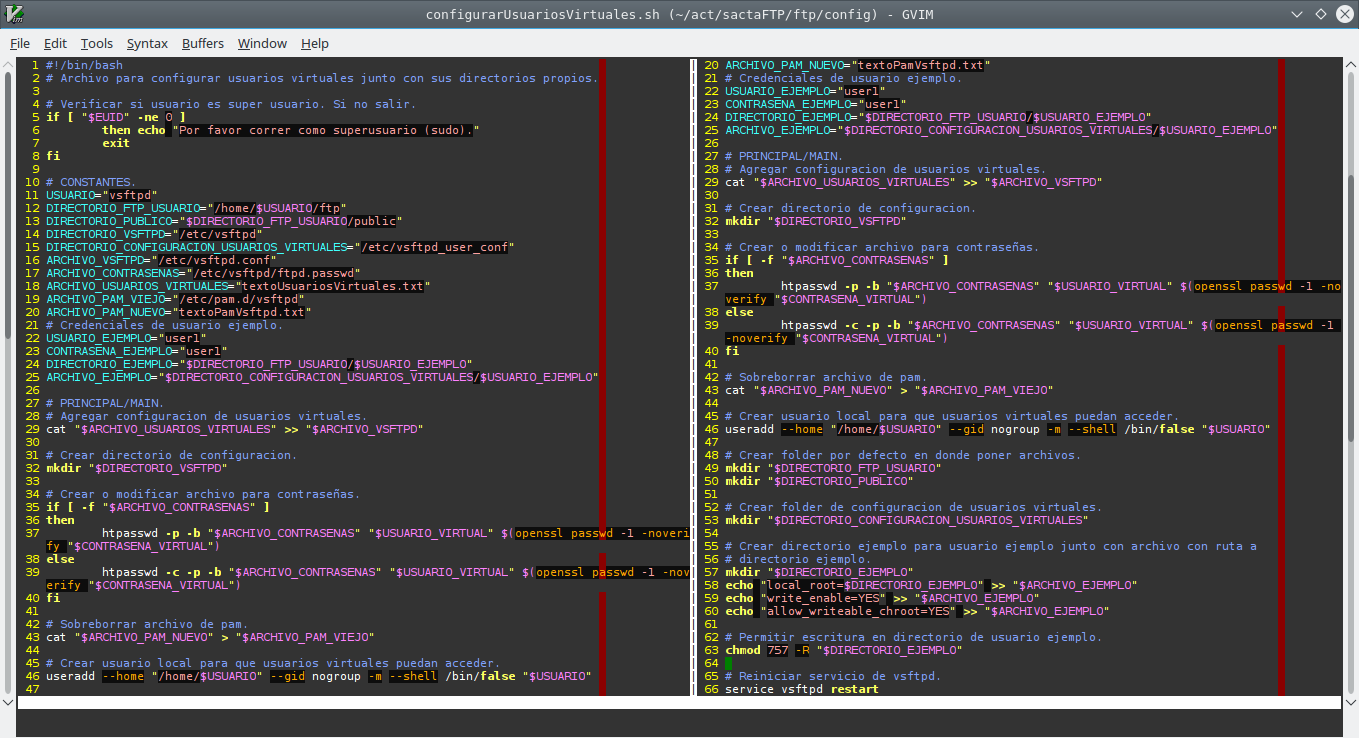 configurarUsuariosVirtuales.sh (~/act/sactaFTP/ftp/config) - GVIM
File Edit Tools Syntax Buffers Window Help
1 #!/bin/bash
2 # Archivo para configurar usuarios virtuales junto con sus directorios propios.
3
4 # Verificar si usuario es super usuario. Si no salir.
5 if [ "$EUID" -ne 0 ]
6 then echo "Por favor correr como superusuario (sudo)."
7 exit
8 fi
9
10 # CONSTANTES.
11 USUARIO="vsftpd"
12 DIRECTORIO_FTP_USUARIO="/home/$USUARIO/ftp"
13 DIRECTORIO_PUBLICO="$DIRECTORIO_FTP_USUARIO/public"
14 DIRECTORIO_VSFTPD="/etc/vsftpd"
15 DIRECTORIO_CONFIGURACION_USUARIOS_VIRTUALES="/etc/vsftpd_user_conf"
16 ARCHIVO_VSFTPD="/etc/vsftpd.conf"
17 ARCHIVO_CONTRASENAS="/etc/vsftpd/ftpd.passwd"
18 ARCHIVO_USUARIOS_VIRTUALES="textoUsuariosVirtuales.txt"
19 ARCHIVO_PAM_VIEJO="/etc/pam.d/vsftpd"
20 ARCHIVO_PAM_NUEVO="textoPamVsftpd.txt"
21 # Credenciales de usuario ejemplo.
22 USUARIO_EJEMPLO="user1"
23 CONTRASENA_EJEMPLO="user1"
24 DIRECTORIO_EJEMPLO="$DIRECTORIO_FTP_USUARIO/$USUARIO_EJEMPLO"
25 ARCHIVO_EJEMPLO="$DIRECTORIO_CONFIGURACION_USUARIOS_VIRTUALES/$USUARIO_EJEMPLO"
26
27 # PRINCIPAL/MAIN.
28 # Agregar configuracion de usuarios virtuales.
29 cat "$ARCHIVO_USUARIOS_VIRTUALES" >> "$ARCHIVO_VSFTPD"
30
31 # Crear directorio de configuracion.
32 mkdir "$DIRECTORIO_VSFTPD"
33
34 # Crear o modificar archivo para contraseñas.
35 if [ -f "$ARCHIVO_CONTRASENAS" ]
36 then
37 htpasswd -p -b "$ARCHIVO_CONTRASENAS" "$USUARIO_VIRTUAL" $(openssl passwd -1 -noveri
fy "$CONTRASENA_VIRTUAL")
38 else
39 htpasswd -c -p -b "$ARCHIVO_CONTRASENAS" "$USUARIO_VIRTUAL" $(openssl passwd -1 -nov
erify "$CONTRASENA_VIRTUAL")
40 fi
41
42 # Sobreborrar archivo de pam.
43 cat "$ARCHIVO_PAM_NUEVO" > "$ARCHIVO_PAM_VIEJO"
44
45 # Crear usuario local para que usuarios virtuales puedan acceder.
46 useradd --home "/home/$USUARIO" --gid nogroup -m --shell /bin/false "$USUARIO"
47
20 ARCHIVO_PAM_NUEVO="textoPamVsftpd.txt"
21 # Credenciales de usuario ejemplo.
22 USUARIO_EJEMPLO="user1"
23 CONTRASENA_EJEMPLO="user1"
24 DIRECTORIO_EJEMPLO="$DIRECTORIO_FTP_USUARIO/$USUARIO_EJEMPLO"
25 ARCHIVO_EJEMPLO="$DIRECTORIO_CONFIGURACION_USUARIOS_VIRTUALES/$USUARIO_EJEMPLO"
26
27 # PRINCIPAL/MAIN.
28 # Agregar configuracion de usuarios virtuales.
29 cat "$ARCHIVO_USUARIOS_VIRTUALES" >> "$ARCHIVO_VSFTPD"
30
31 # Crear directorio de configuracion.
32 mkdir "$DIRECTORIO_VSFTPD"
33
34 # Crear o modificar archivo para contraseñas.
35 if [ -f "$ARCHIVO_CONTRASENAS" ]
36 then
37 htpasswd -p -b "$ARCHIVO_CONTRASENAS" "$USUARIO_VIRTUAL" $(openssl passwd -1 -no
verify "$CONTRASENA_VIRTUAL")
38 else
39 htpasswd -c -p -b "$ARCHIVO_CONTRASENAS" "$USUARIO_VIRTUAL" $(openssl passwd -1
-noverify "$CONTRASENA_VIRTUAL")
40 fi
41
42 # Sobreborrar archivo de pam.
43 cat "$ARCHIVO_PAM_NUEVO" > "$ARCHIVO_PAM_VIEJO"
44
45 # Crear usuario local para que usuarios virtuales puedan acceder.
46 useradd --home "/home/$USUARIO" --gid nogroup -m --shell /bin/false "$USUARIO"
47
48 # Crear folder por defecto en donde poner archivos.
49 mkdir "$DIRECTORIO_FTP_USUARIO"
50 mkdir "$DIRECTORIO_PUBLICO"
51
52 # Crear folder de configuracion de usuarios virtuales.
53 mkdir "$DIRECTORIO_CONFIGURACION_USUARIOS_VIRTUALES"
54
55 # Crear directorio ejemplo para usuario ejemplo junto con archivo con ruta a
56 # directorio ejemplo.
57 mkdir "$DIRECTORIO_EJEMPLO"
58 echo "local_root=$DIRECTORIO_EJEMPLO" >> "$ARCHIVO_EJEMPLO"
59 echo "write_enable=YES" >> "$ARCHIVO_EJEMPLO"
60 echo "allow_writeable_chroot=YES" >> "$ARCHIVO_EJEMPLO"
61
62 # Permitir escritura en directorio de usuario ejemplo.
63 chmod 757 -R "$DIRECTORIO_EJEMPLO"
64
65 # Reiniciar servicio de vsftpd.
66 service vsftpd restart